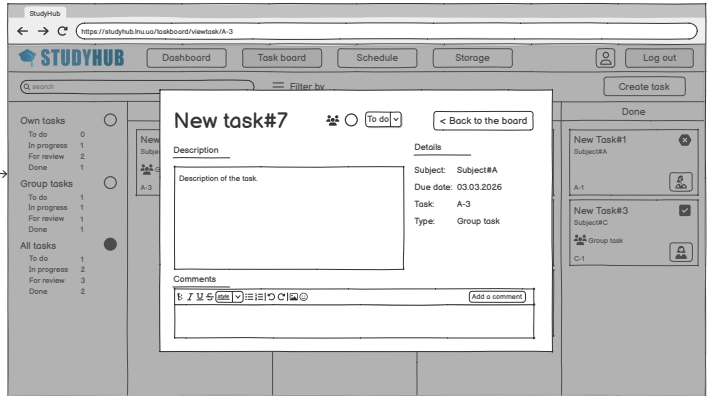 StudyHub
https://studyhub.lnu.ua/taskboard/viewtask/A-3
STUDYHUB
Dashboard
Task board
Schedule
Storage
Log out
search
Filter by
Create task
Own tasks
To do 0
In progress 1
For review 2
Done 1
Group tasks
To do 1
In progress 1
For review 1
Done 1
All tasks
To do 1
In progress 2
For review 3
Done 2
New
A-3
New task#7
To do
< Back to the board
Description
Description of the task.
Details
Subject: Subject#A
Due date: 03.03.2026
Task: A-3
Type: Group task
Comments
style
Add a comment
Done
New Task#1
Subject#A
A-1
New Task#3
Subject#C
Group task
C-1